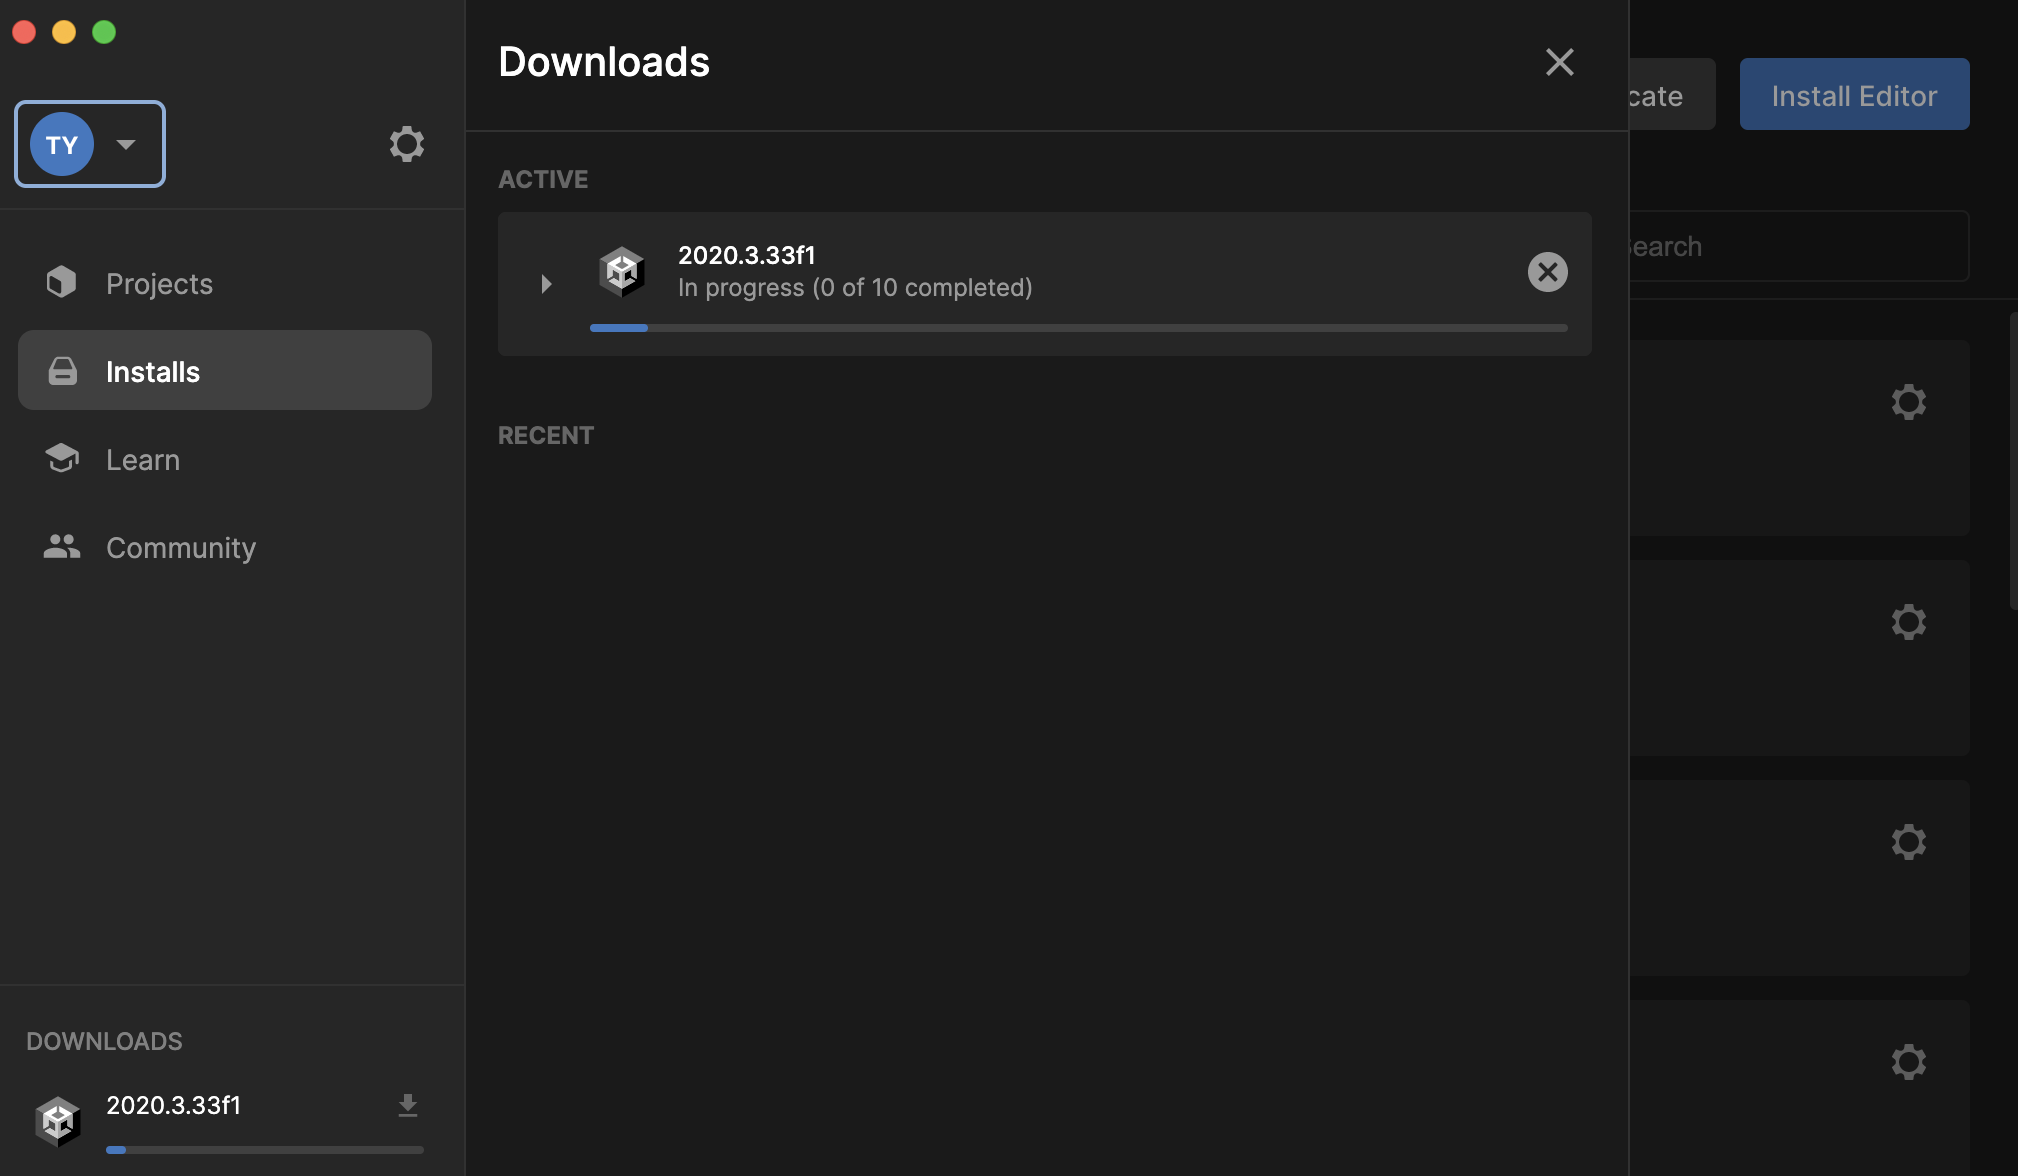 TY
Projects
Installs
Learn
Community
DOWNLOADS
2020.3.33f1
Downloads
ACTIVE
2020.3.33f1
In progress (0 of 10 completed)
RECENT
cate
Install Editor
Search